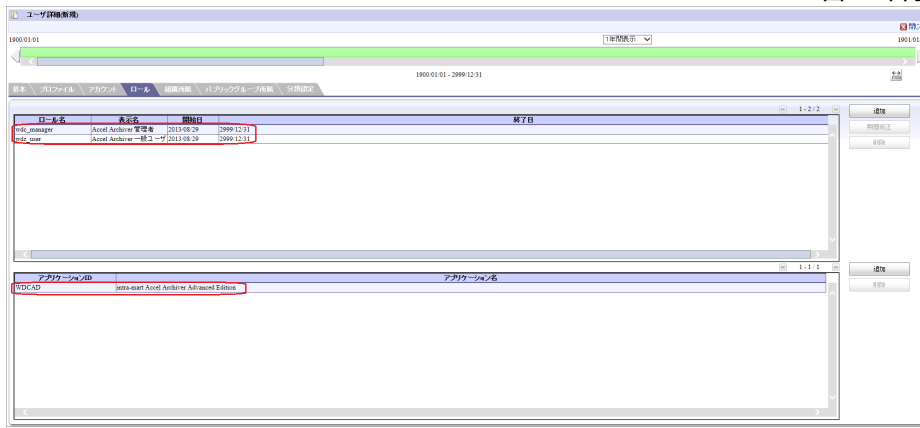 ユーザ詳細(新規)
1900/01/01 1年間表示 1901/01
1900/01/01 - 2999/12/31
基本 プロファイル アカウント ロール 組織所属 パブリックグループ所属 分類設定
1 - 2 / 2 追加
ロール名 表示名 開始日 終了日
wdc_manager Accel Archiver 管理者 2013/08/29 2999/12/31 期間修正
wdc_user Accel Archiver 一般ユーザ 2013/08/29 2999/12/31 削除
1 - 1 / 1 追加
アプリケーションID アプリケーション名
WDCAD intra-mart Accel Archiver Advanced Edition 削除